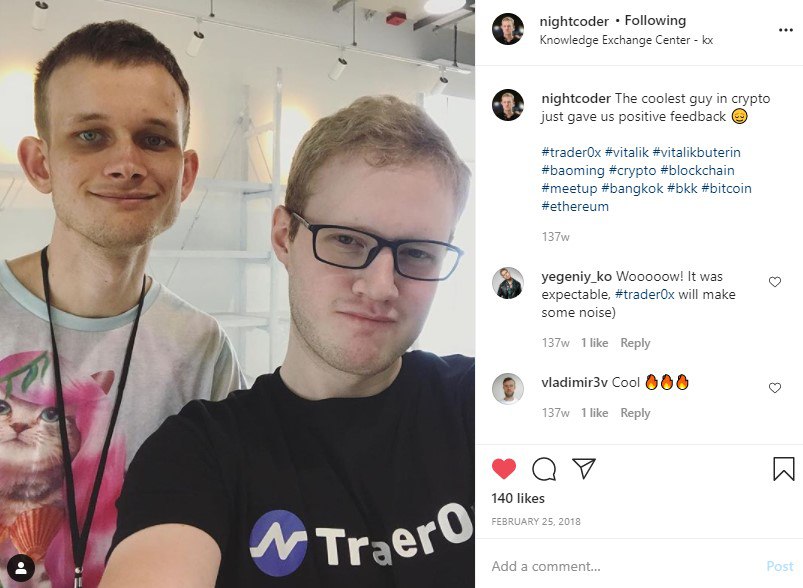 TraerO
nightcoder • Following
Knowledge Exchange Center - kx
nightcoder The coolest guy in crypto
just gave us positive feedback 😌
#trader0x #vitalik #vitalikbuterin
#baoming #crypto #blockchain
#meetup #bangkok #bkk #bitcoin
#ethereum
137w
yegeniy_ko Wooooow! It was
expectable, #trader0x will make
some noise)
137w 1 like Reply
vladimir3v Cool 🔥🔥🔥
137w 1 like Reply
140 likes
FEBRUARY 25, 2018
Add a comment... Post